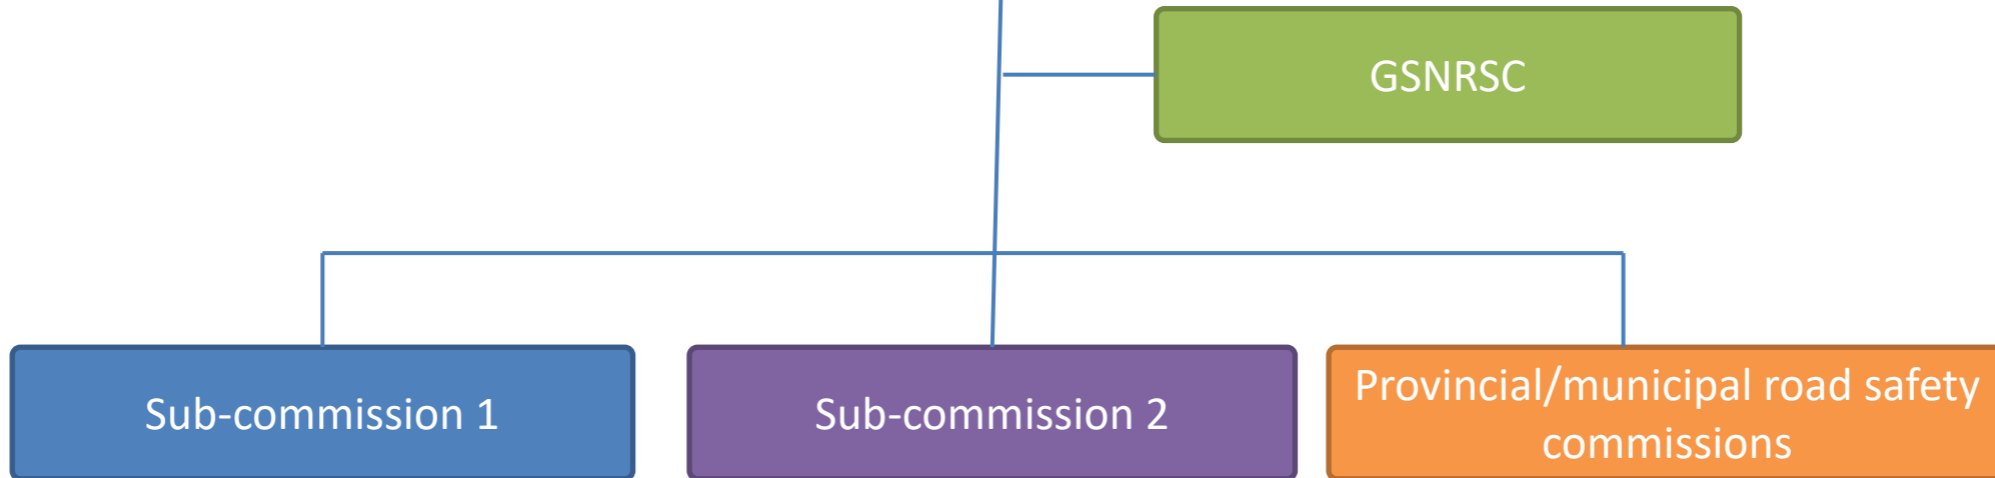 GSNRSC
Sub-commission 1
Sub-commission 2
Provincial/municipal road safety
commissions